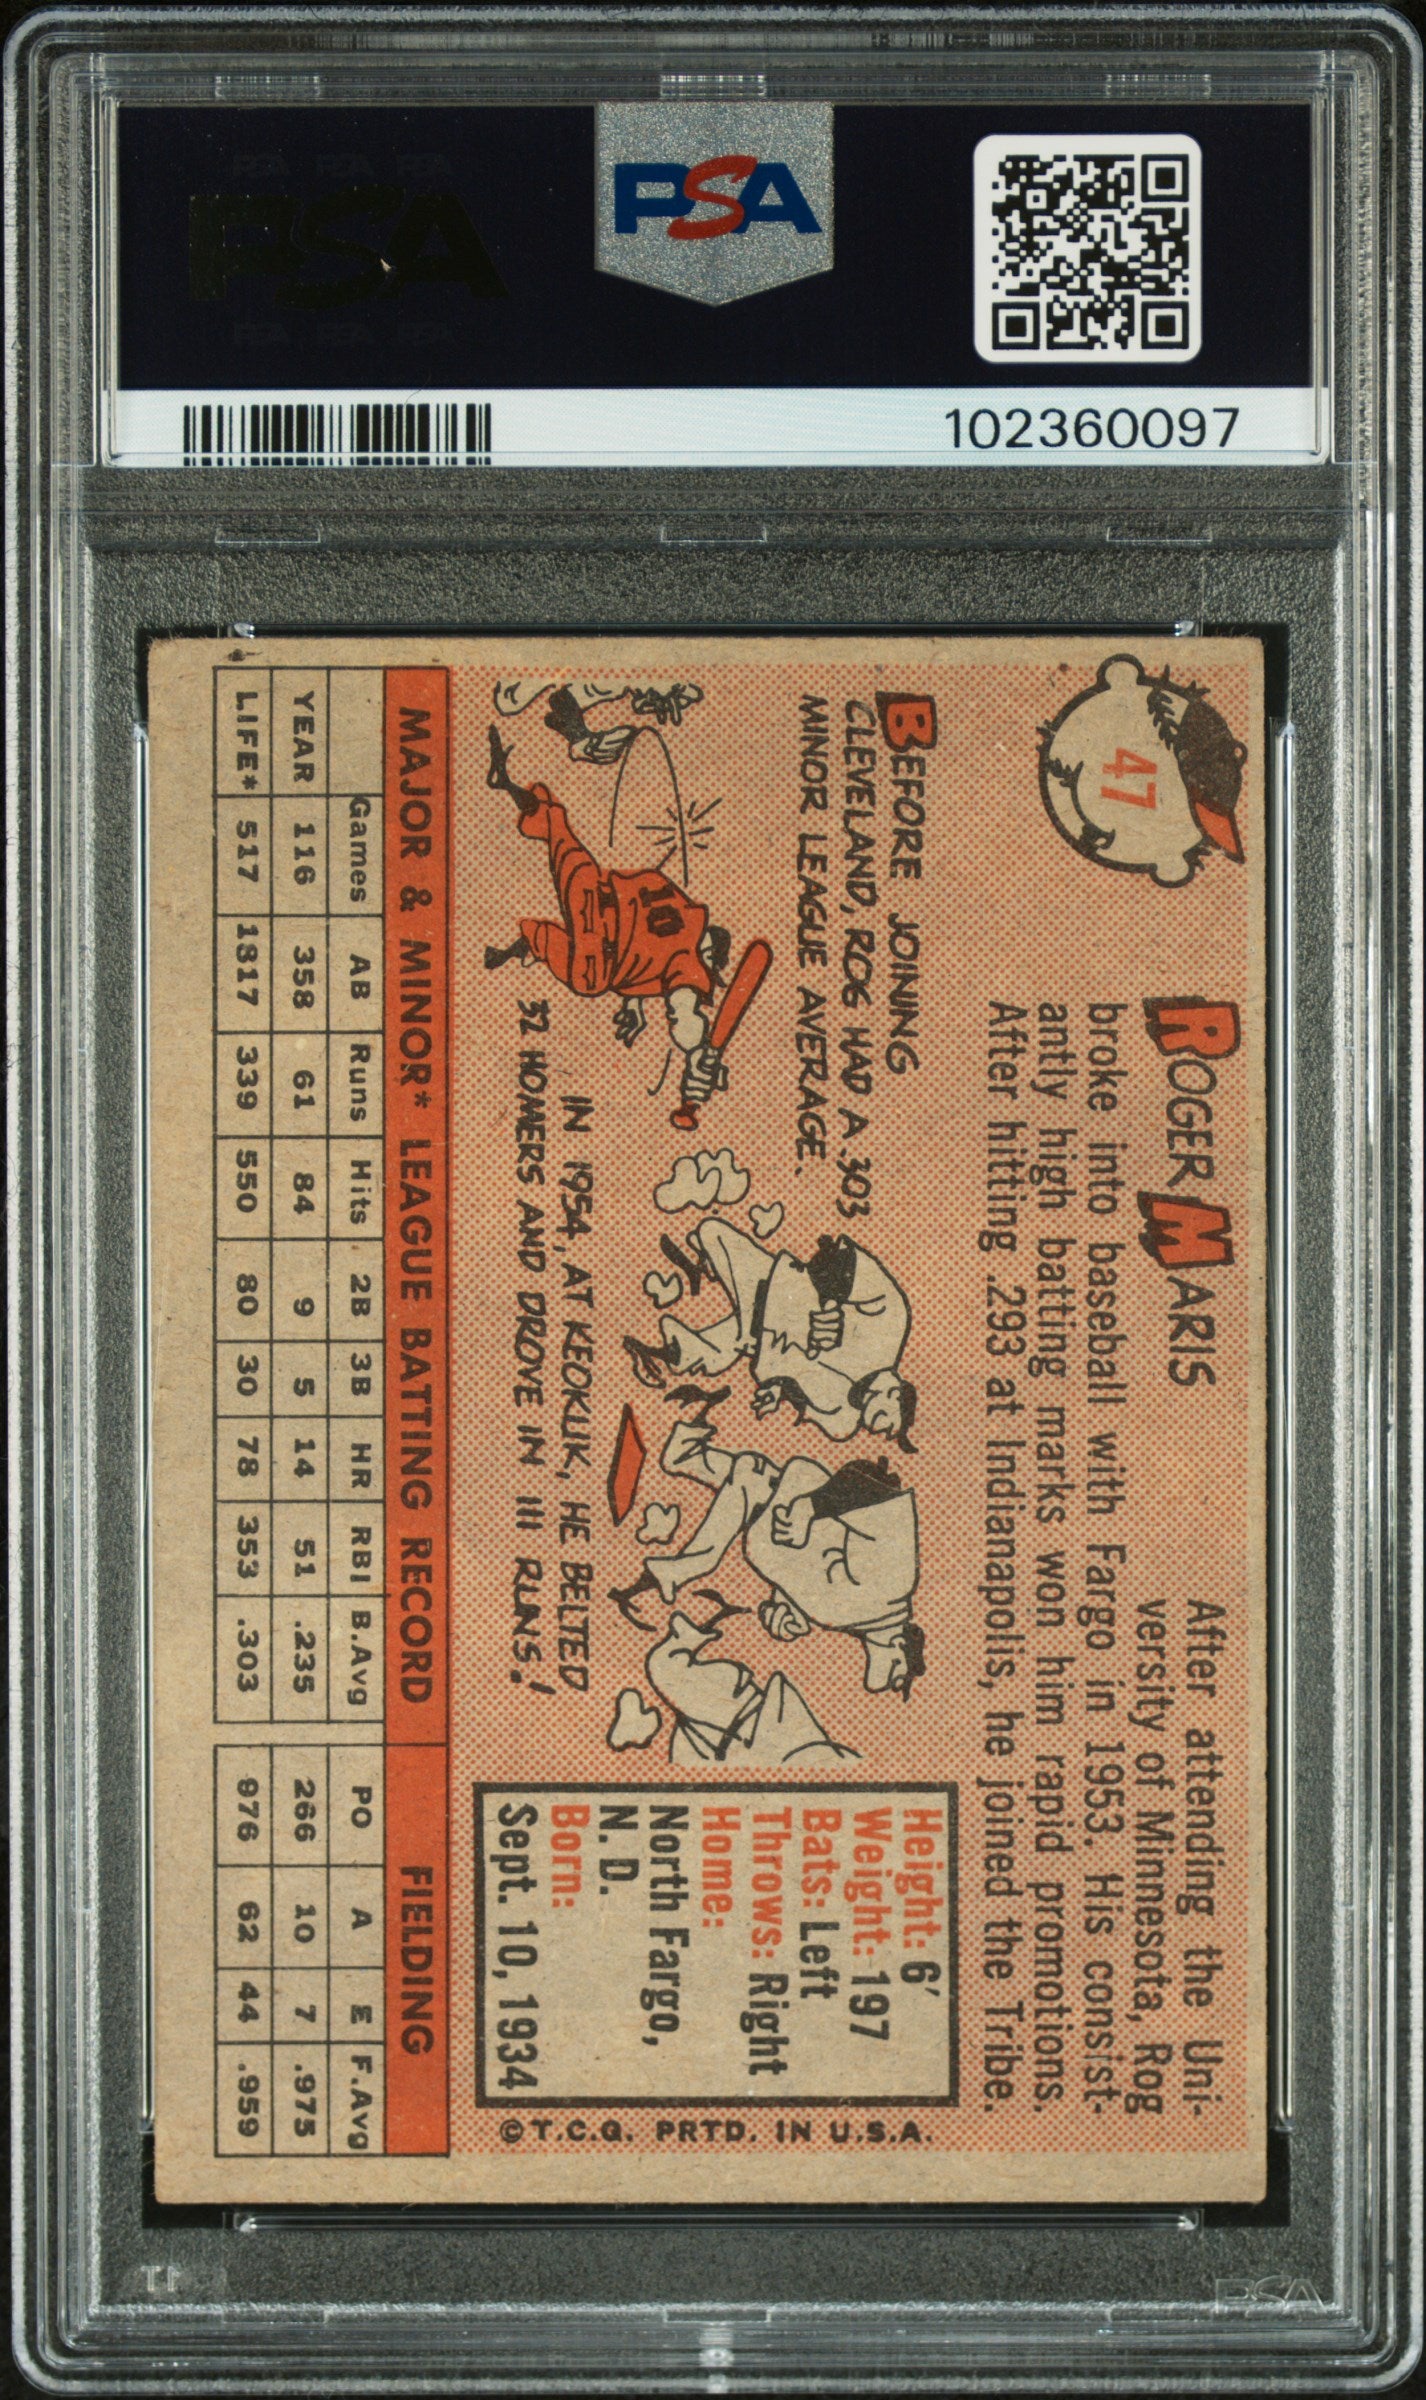 PSA
102360097
47
ROGER MARIS
After attending the Uni-
versity of Minnesota, Rog
broke into baseball with Fargo in 1953. His consist-
antly high batting marks won him rapid promotions.
After hitting .293 at Indianapolis, he joined the Tribe.
BEFORE JOINING
CLEVELAND, ROG HAD A .303
MINOR LEAGUE AVERAGE.
10
IN 1954, AT KEOKUK, HE BELTED
32 HOMERS AND DROVE IN 111 RUNS!
Height: 6'
Weight: 197
Bats: Left
Throws: Right
Home:
North Fargo,
N. D.
Born:
Sept. 10, 1934
© T.C.G. PRTD. IN U.S.A.
MAJOR & MINOR* LEAGUE BATTING RECORD FIELDING
Games AB Runs Hits 2B 3B HR RBI B.Avg PO A E F.Avg
YEAR 116 358 61 84 9 5 14 51 .235 266 10 7 .975
LIFE* 517 1817 339 550 80 30 78 353 .303 976 62 44 .959
PSA